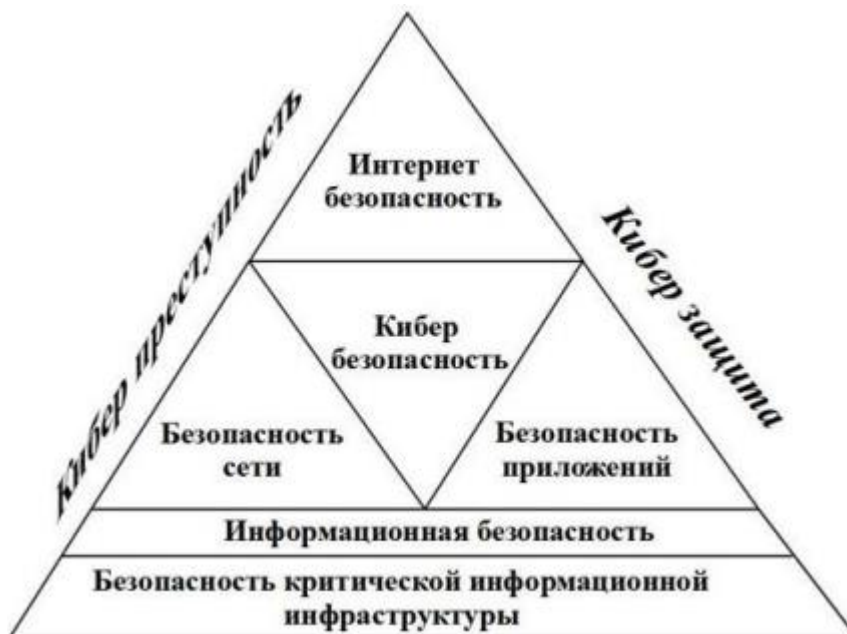 Кибер преступность
Интернет
безопасность
Кибер защита
Кибер
безопасность
Безопасность
сети
Безопасность
приложений
Информационная безопасность
Безопасность критической информационной
инфраструктуры